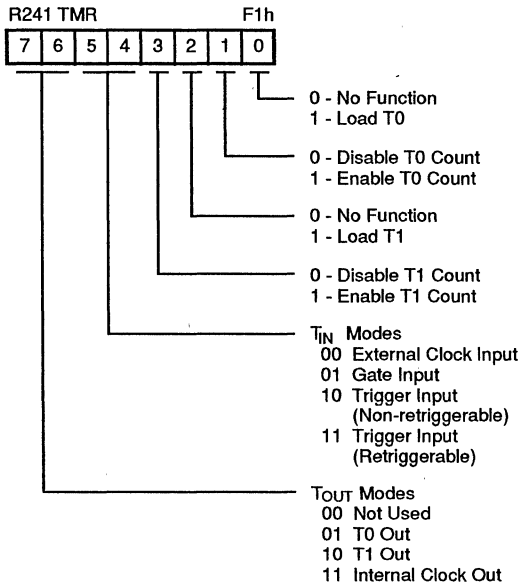 R241 TMR F1h
7 6 5 4 3 2 1 0
0 - No Function
1 - Load T0
0 - Disable T0 Count
1 - Enable T0 Count
0 - No Function
1 - Load T1
0 - Disable T1 Count
1 - Enable T1 Count
TIN Modes
00 External Clock Input
01 Gate Input
10 Trigger Input
(Non-retriggerable)
11 Trigger Input
(Retriggerable)
TOUT Modes
00 Not Used
01 T0 Out
10 T1 Out
11 Internal Clock Out